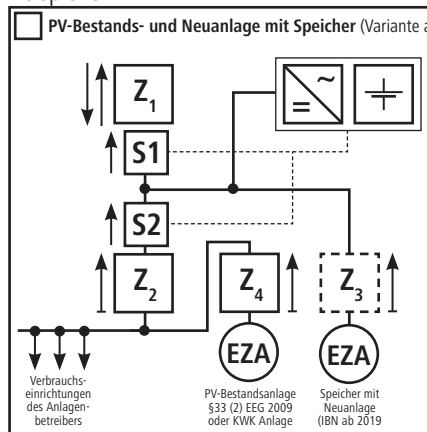 PV-Bestands- und Neuanlage mit Speicher (Variante a
Z1
S1
S2
Z2
Z4
Z3
~
=
EZA
EZA
Verbrauchs-
einrichtungen
des Anlagen-
betreibers
PV-Bestandsanlage
§33 (2) EEG 2009
oder KWK Anlage
Speicher mit
Neuanlage
(IBN ab 2019